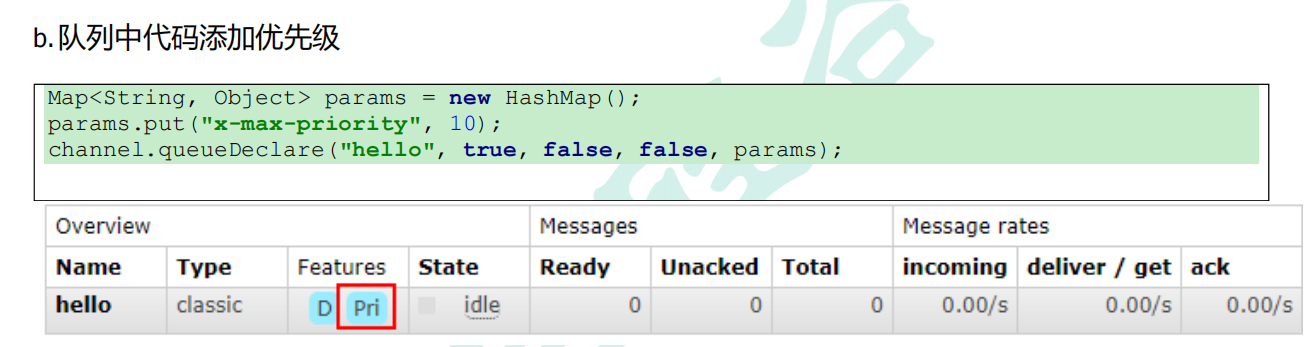 b.队列中代码添加优先级
Map<String, Object> params = new HashMap();
params.put("x-max-priority", 10);
channel.queueDeclare("hello", true, false, false, params);
Overview Messages Message rates
Name Type Features State Ready Unacked Total incoming deliver / get ack
hello classic D Pri idle 0 0 0 0.00/s 0.00/s 0.00/s